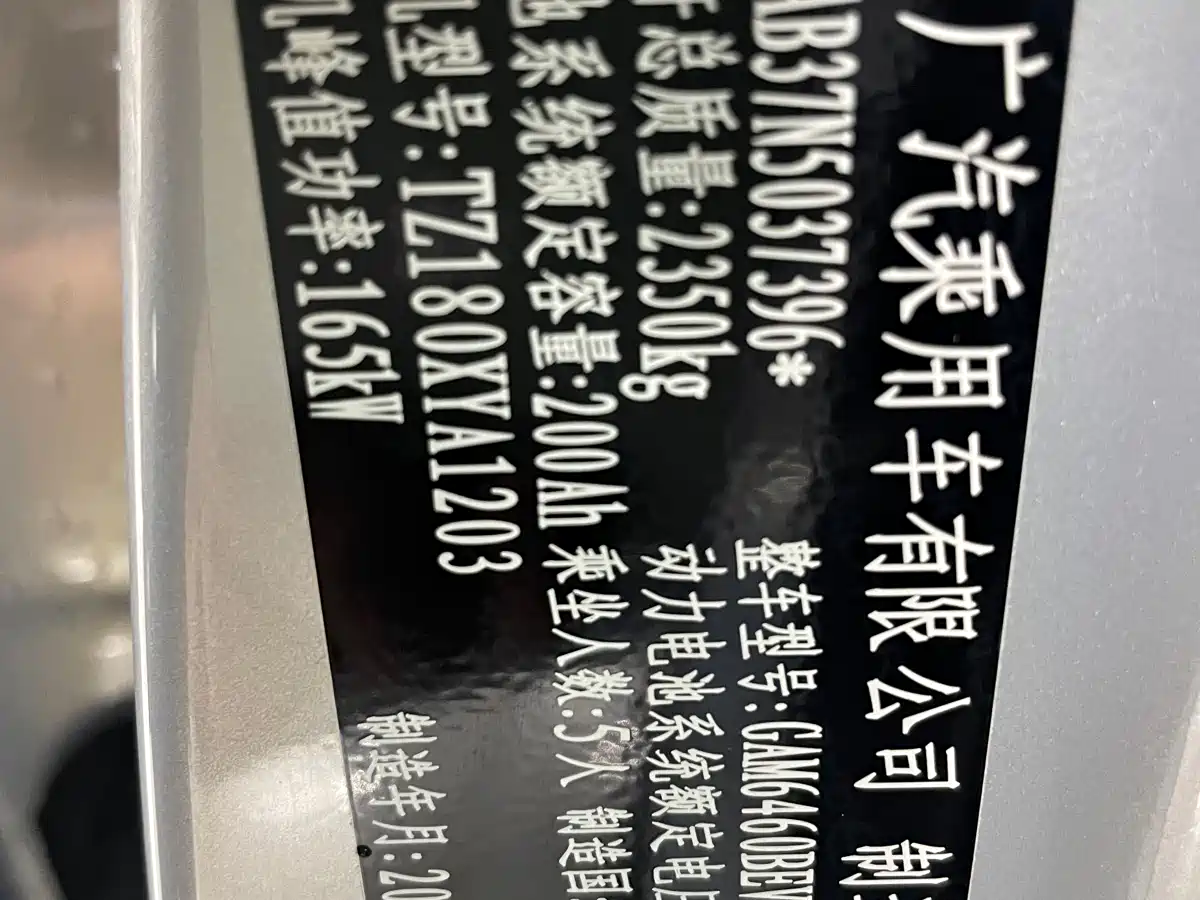 广汽乘用车有限公司 制
AB37N5037396* 整车型号:GAM6460BEV
总质量:2350kg 动力电池系统额定电压
池系统额定容量:200Ah 乘坐人数:5人 制造国:
机型号:TZ180XYA1203
机峰值功率:165kW 制造年月:20